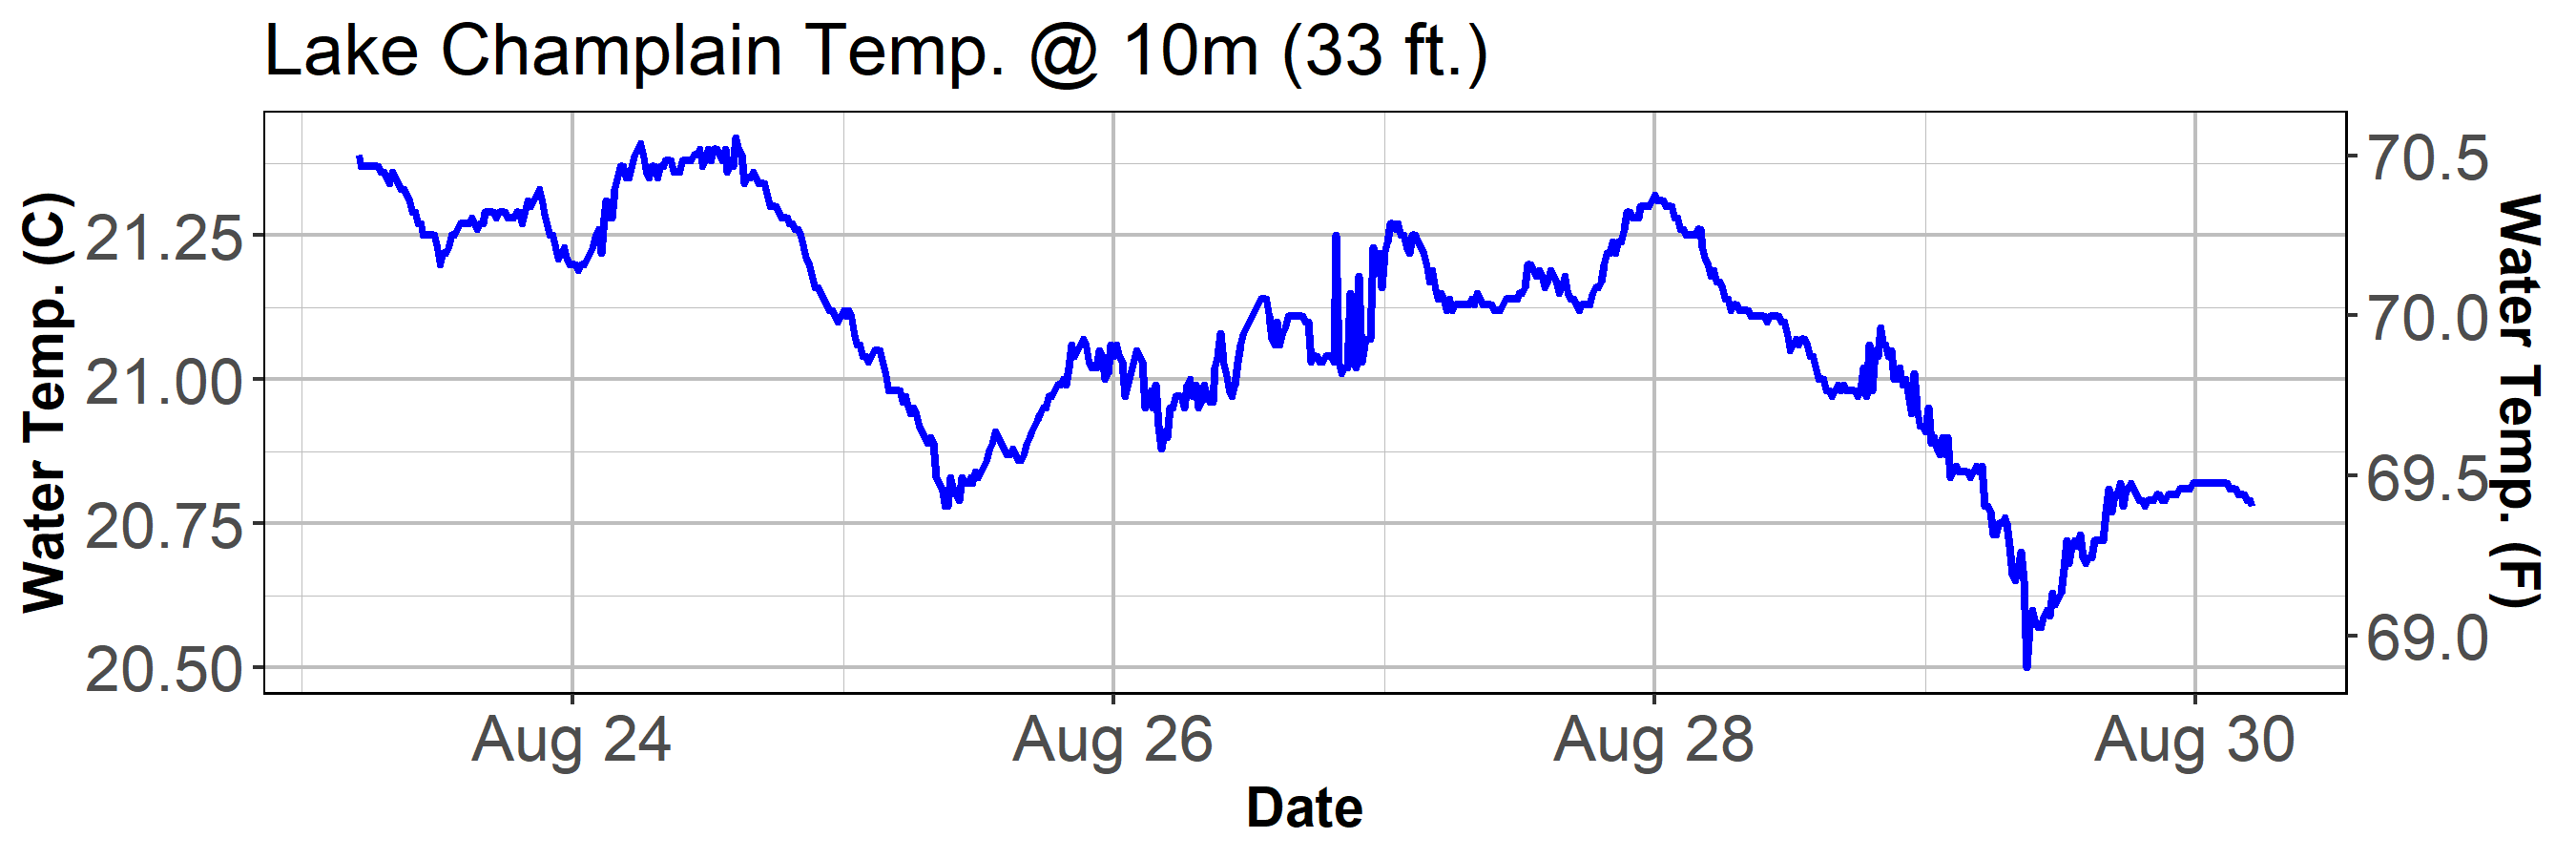 Lake Champlain Temp. @ 10m (33 ft.)
Water Temp. (C)
21.25
21.00
20.75
20.50
70.5
70.0
69.5
69.0
Water Temp. (F)
Aug 24
Aug 26
Aug 28
Aug 30
Date